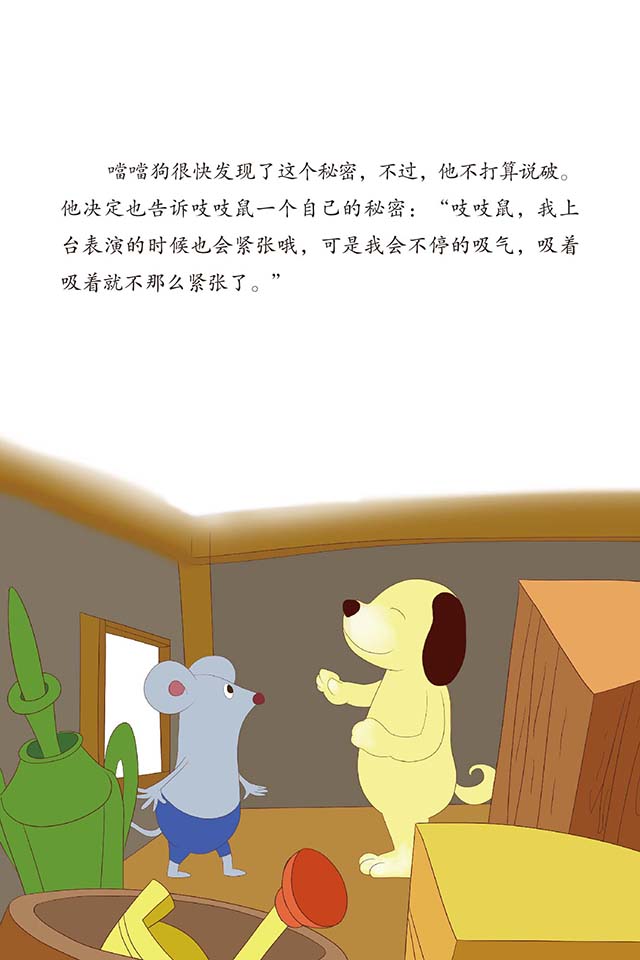 噹噹狗很快发现了这个秘密，不过，他不打算说破。
他决定也告诉吱吱鼠一个自己的秘密：“吱吱鼠，我上
台表演的时候也会紧张哦，可是我会不停的吸气，吸着
吸着就不那么紧张了。”